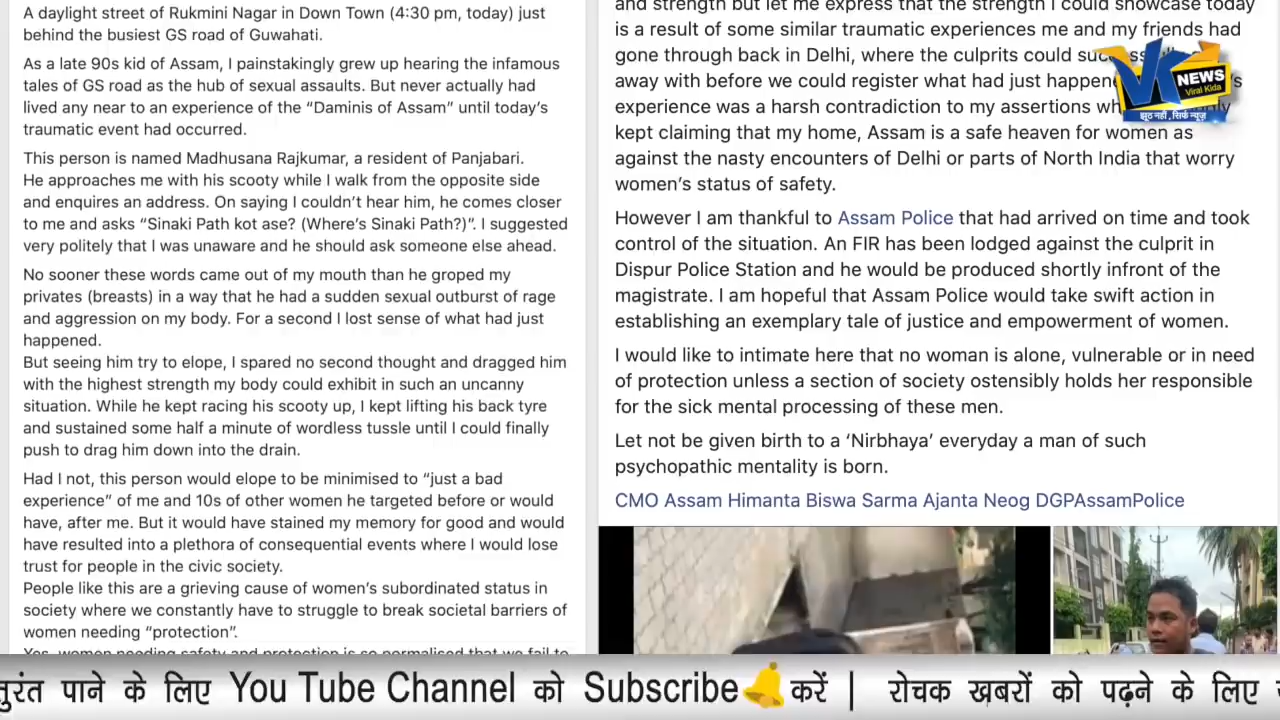 A daylight street of Rukmini Nagar in Down Town (4:30 pm, today) just
behind the busiest GS road of Guwahati.
As a late 90s kid of Assam, I painstakingly grew up hearing the infamous
tales of GS road as the hub of sexual assaults. But never actually had
lived any near to an experience of the “Daminis of Assam” until today’s
traumatic event had occurred.
This person is named Madhusana Rajkumar, a resident of Panjabari.
He approaches me with his scooty while I walk from the opposite side
and enquires an address. On saying I couldn’t hear him, he comes closer
to me and asks “Sinaki Path kot ase? (Where’s Sinaki Path?)”. I suggested
very politely that I was unaware and he should ask someone else ahead.
No sooner these words came out of my mouth than he groped my
privates (breasts) in a way that he had a sudden sexual outburst of rage
and aggression on my body. For a second I lost sense of what had just
happened.
But seeing him try to elope, I spared no second thought and dragged him
with the highest strength my body could exhibit in such an uncanny
situation. While he kept racing his scooty up, I kept lifting his back tyre
and sustained some half a minute of wordless tussle until I could finally
push to drag him down into the drain.
Had I not, this person would elope to be minimised to “just a bad
experience” of me and 10s of other women he targeted before or would
have, after me. But it would have stained my memory for good and would
have resulted into a plethora of consequential events where I would lose
trust for people in the civic society.
People like this are a grieving cause of women’s subordinated status in
society where we constantly have to struggle to break societal barriers of
women needing “protection”.
Yes, women needing safety and protection is so normalised that we fail to
and strength but let me express that the strength I could showcase today
is a result of some similar traumatic experiences me and my friends had
gone through back in Delhi, where the culprits could
away with before we could register what had just
experience was a harsh contradiction to my assertions
kept claiming that my home, Assam is a safe heaven for women as
against the nasty encounters of Delhi or parts of North India that worry
women’s status of safety.
However I am thankful to Assam Police that had arrived on time and took
control of the situation. An FIR has been lodged against the culprit in
Dispur Police Station and he would be produced shortly infront of the
magistrate. I am hopeful that Assam Police would take swift action in
establishing an exemplary tale of justice and empowerment of women.
I would like to intimate here that no woman is alone, vulnerable or in need
of protection unless a section of society ostensibly holds her responsible
for the sick mental processing of these men.
Let not be given birth to a ‘Nirbhaya’ everyday a man of such
psychopathic mentality is born.
CMO Assam Himanta Biswa Sarma Ajanta Neog DGPAssamPolice
VK NEWS
Viral Kida
झूठ नहीं, सिर्फ न्यूज़
तुरंत पाने के लिए You Tube Channel को Subscribe करें | रोचक ख़बरों को पढ़ने के लिए